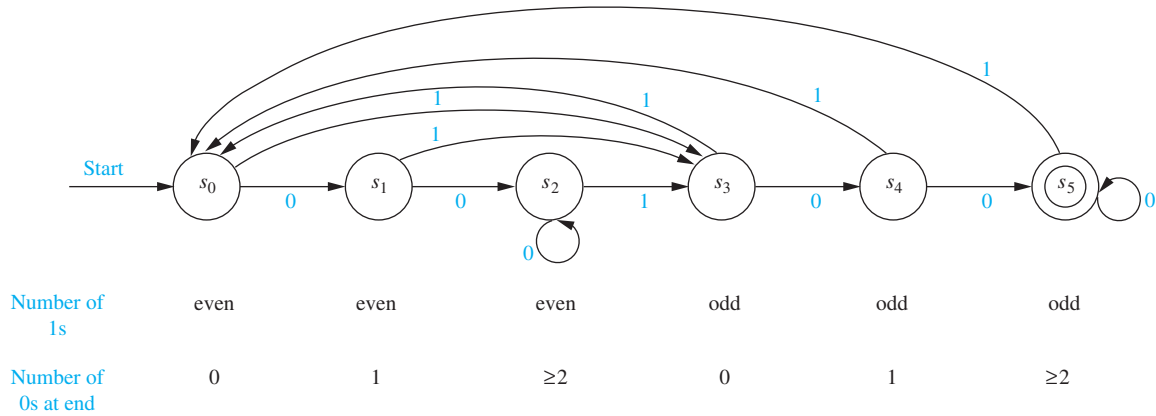 1
1
1
1
1
Start
s0
s1
s2
s3
s4
s5
0
0
1
0
0
0
0
Number of
1s
even
even
even
odd
odd
odd
Number of
0s at end
0
1
≥2
0
1
≥2